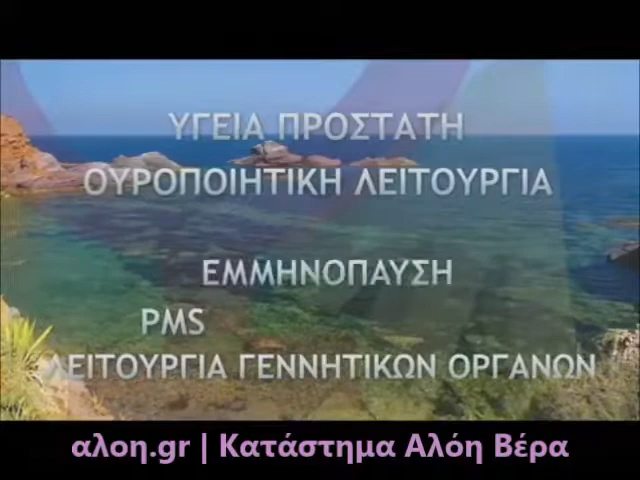 ΥΓΕΙΑ ΠΡΟΣΤΑΤΗ
ΟΥΡΟΠΟΙΗΤΙΚΗ ΛΕΙΤΟΥΡΓΙΑ
ΕΜΜΗΝΟΠΑΥΣΗ
PMS
ΛΕΙΤΟΥΡΓΙΑ ΓΕΝΝΗΤΙΚΩΝ ΟΡΓΑΝΩΝ
αλοη.gr | Κατάστημα Αλόη Βέρα